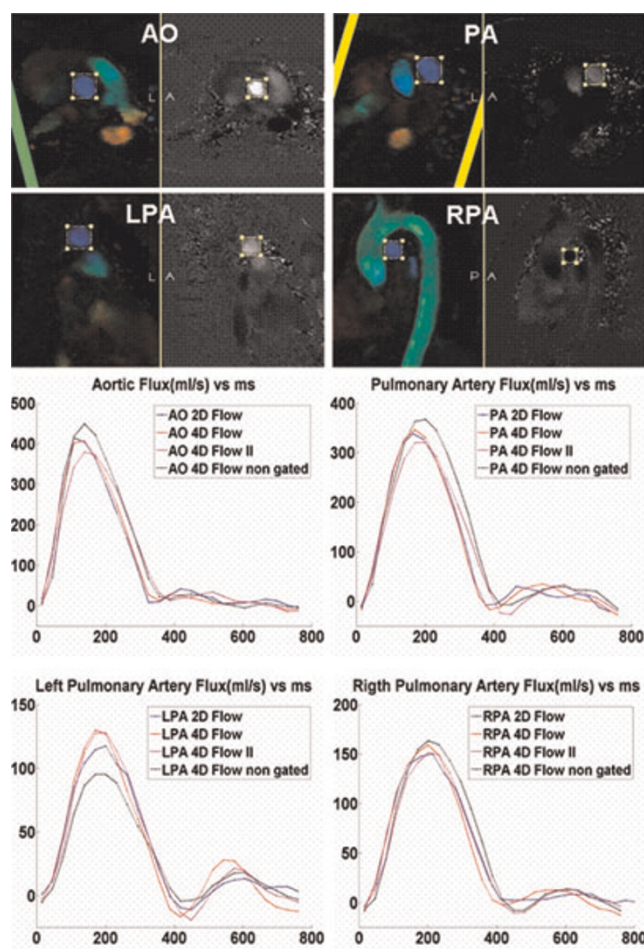 AO
PA
L A
L A
LPA
RPA
L A
P A
Aortic Flux(ml/s) vs ms
500
400
300
200
100
0
AO 2D Flow
AO 4D Flow
AO 4D Flow II
AO 4D Flow non gated
0 200 400 600 800
Pulmonary Artery Flux(ml/s) vs ms
400
300
200
100
0
PA 2D Flow
PA 4D Flow
PA 4D Flow II
PA 4D Flow non gated
0 200 400 600 800
Left Pulmonary Artery Flux(ml/s) vs ms
150
100
50
0
LPA 2D Flow
LPA 4D Flow
LPA 4D Flow II
LPA 4D Flow non gated
0 200 400 600 800
Rigth Pulmonary Artery Flux(ml/s) vs ms
200
150
100
50
0
RPA 2D Flow
RPA 4D Flow
RPA 4D Flow II
RPA 4D Flow non gated
0 200 400 600 800